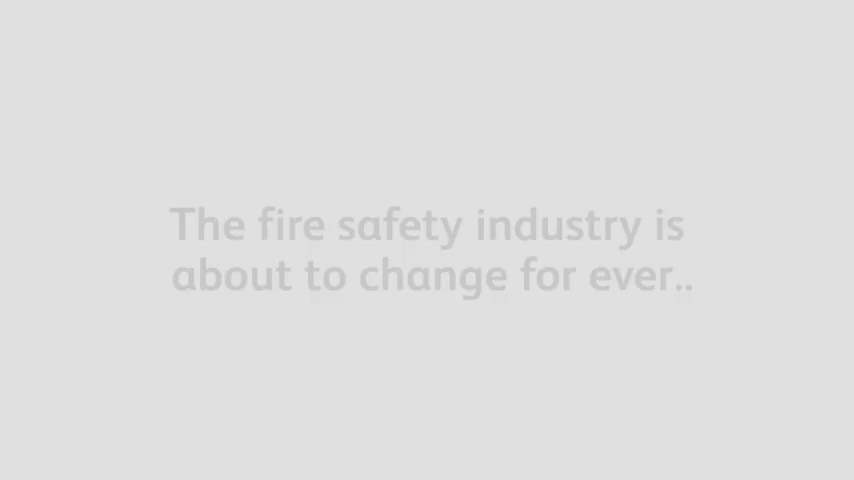 The fire safety industry is
about to change for ever..